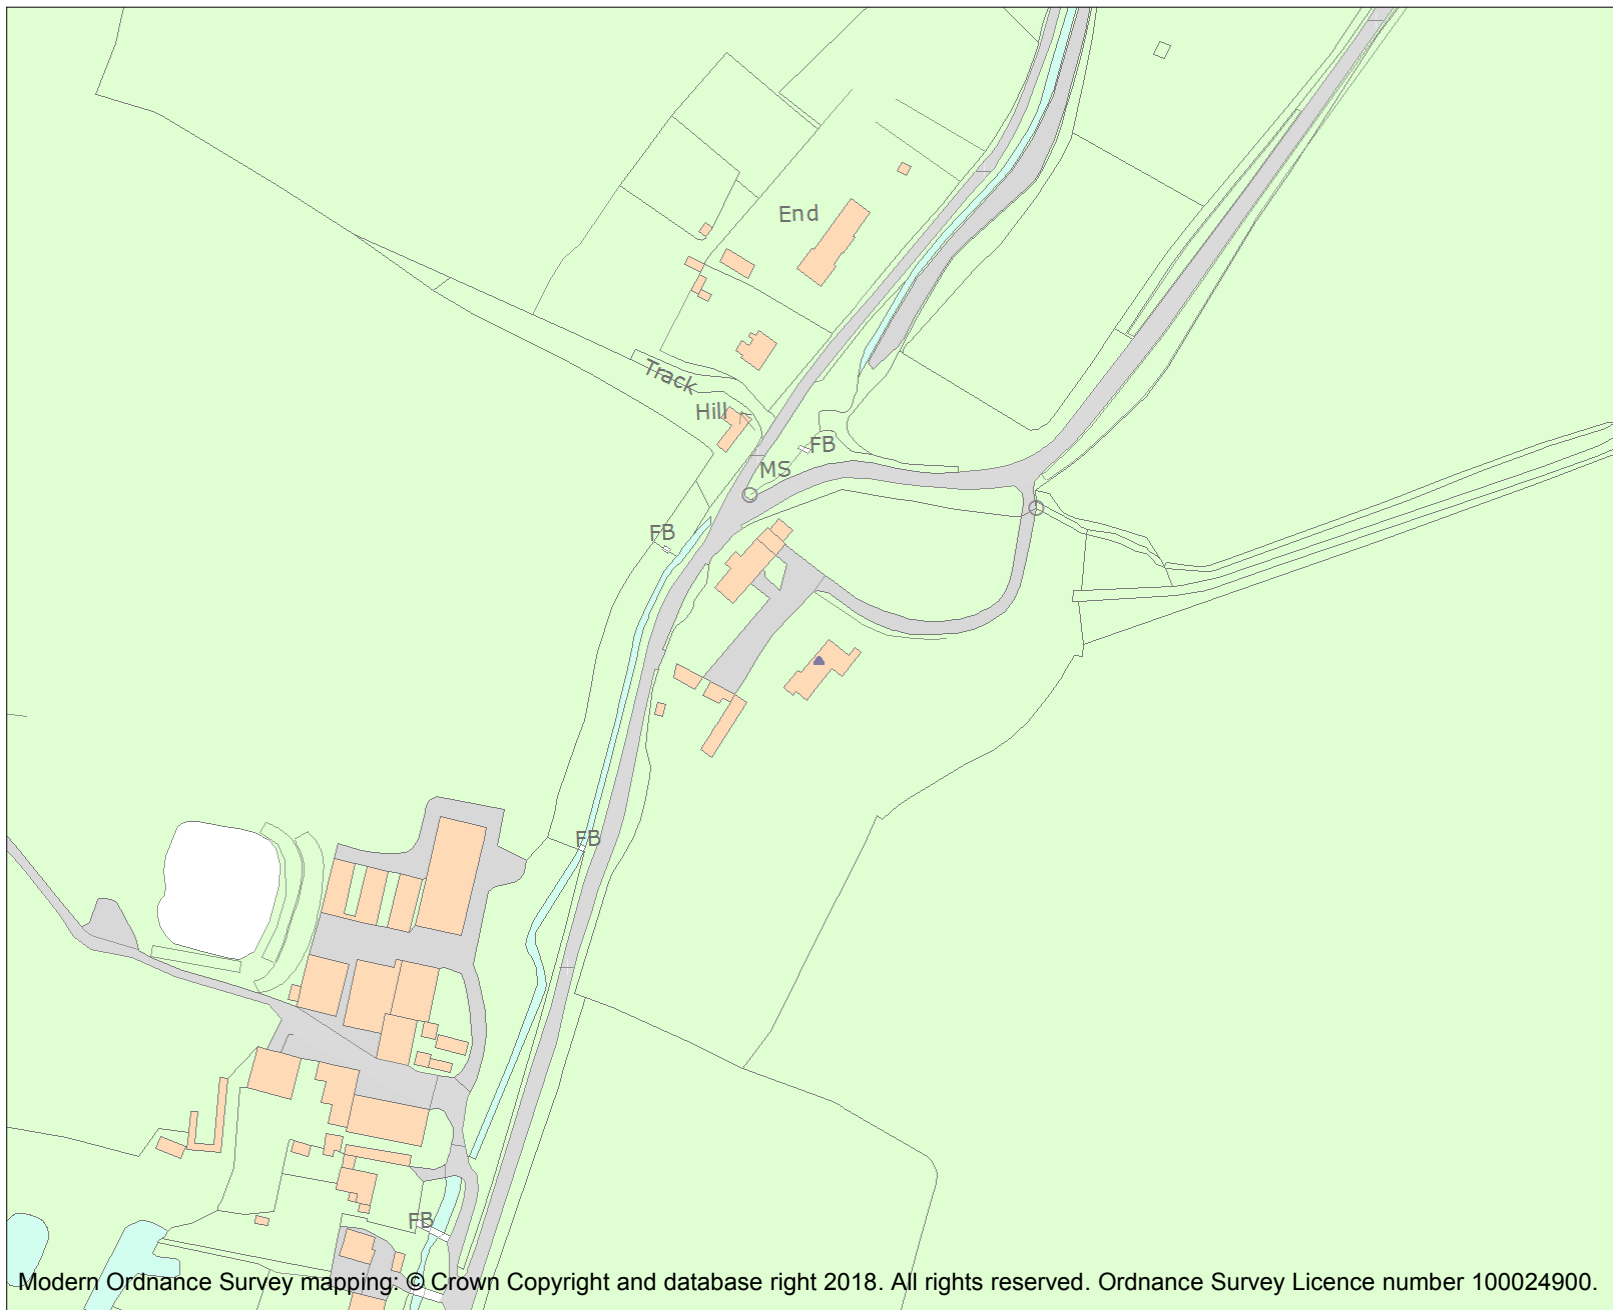 End
Track
Hill
FB
MS
FB
FB
FB
Modern Ordnance Survey mapping: © Crown Copyright and database right 2018. All rights reserved. Ordnance Survey Licence number 100024900.